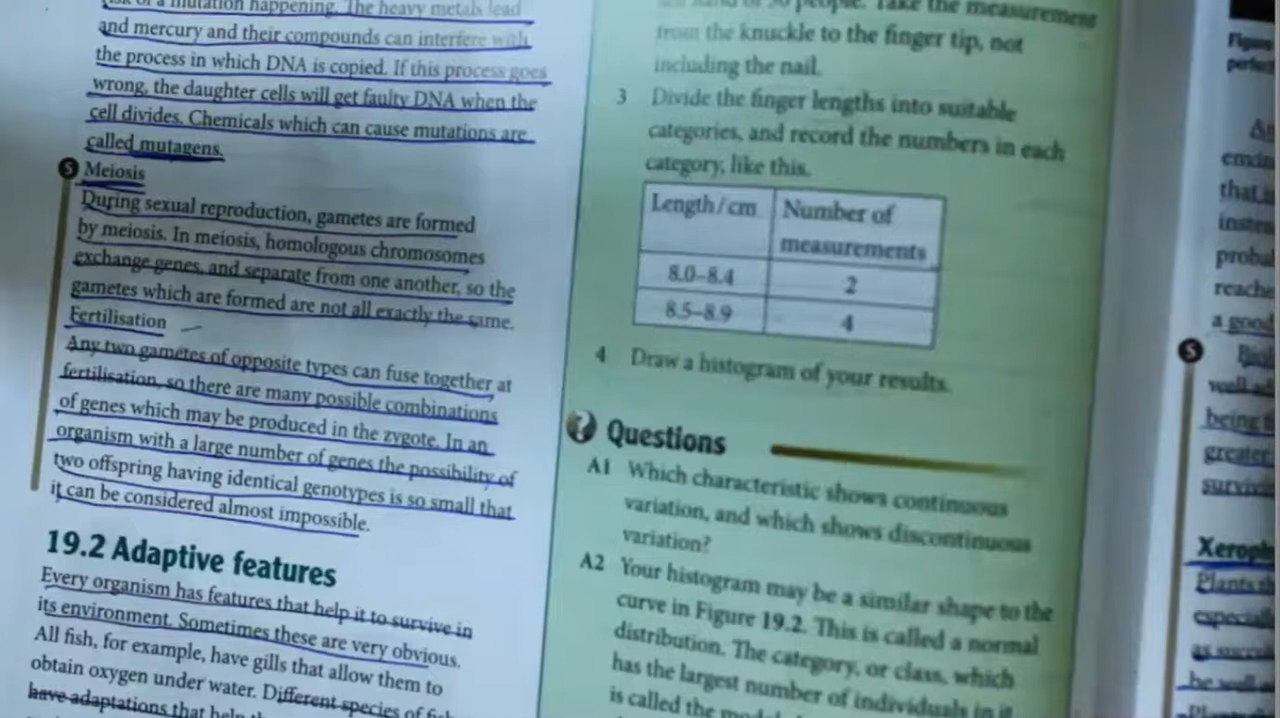 a mutation happening. The heavy metals lead
and mercury and their compounds can interfere with
the process in which DNA is copied. If this process goes
wrong, the daughter cells will get faulty DNA when the
cell divides. Chemicals which can cause mutations are
called mutagens.
S Meiosis
During sexual reproduction, gametes are formed
by meiosis. In meiosis, homologous chromosomes
exchange genes, and separate from one another, so the
gametes which are formed are not all exactly the same.
Fertilisation
Any two gametes of opposite types can fuse together at
fertilisation, so there are many possible combinations
of genes which may be produced in the zygote. In an
organism with a large number of genes the possibility of
two offspring having identical genotypes is so small that
it can be considered almost impossible.
19.2 Adaptive features
Every organism has features that help it to survive in
its environment. Sometimes these are very obvious.
All fish, for example, have gills that allow them to
obtain oxygen under water. Different species of
have adaptations that help
people. Take the measurement
from the knuckle to the finger tip, not
including the nail.
3 Divide the finger lengths into suitable
categories, and record the numbers in each
category, like this.
Length/cm Number of
measurements
8.0–8.4 2
8.5–8.9 4
4 Draw a histogram of your results.
? Questions
A1 Which characteristic shows continuous
variation, and which shows discontinuous
variation?
A2 Your histogram may be a similar shape to the
curve in Figure 19.2. This is called a normal
distribution. The category, or class, which
has the largest number of individuals in it
is called the
a good
S
well
being
greater
Plants